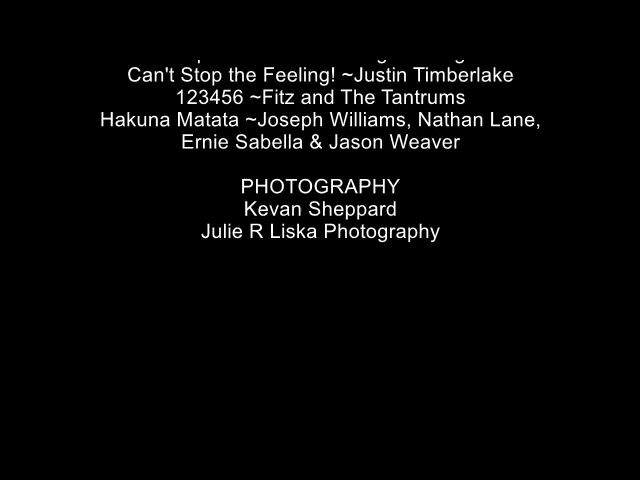 Can't Stop the Feeling! ~Justin Timberlake
123456 ~Fitz and The Tantrums
Hakuna Matata ~Joseph Williams, Nathan Lane,
Ernie Sabella & Jason Weaver
PHOTOGRAPHY
Kevan Sheppard
Julie R Liska Photography